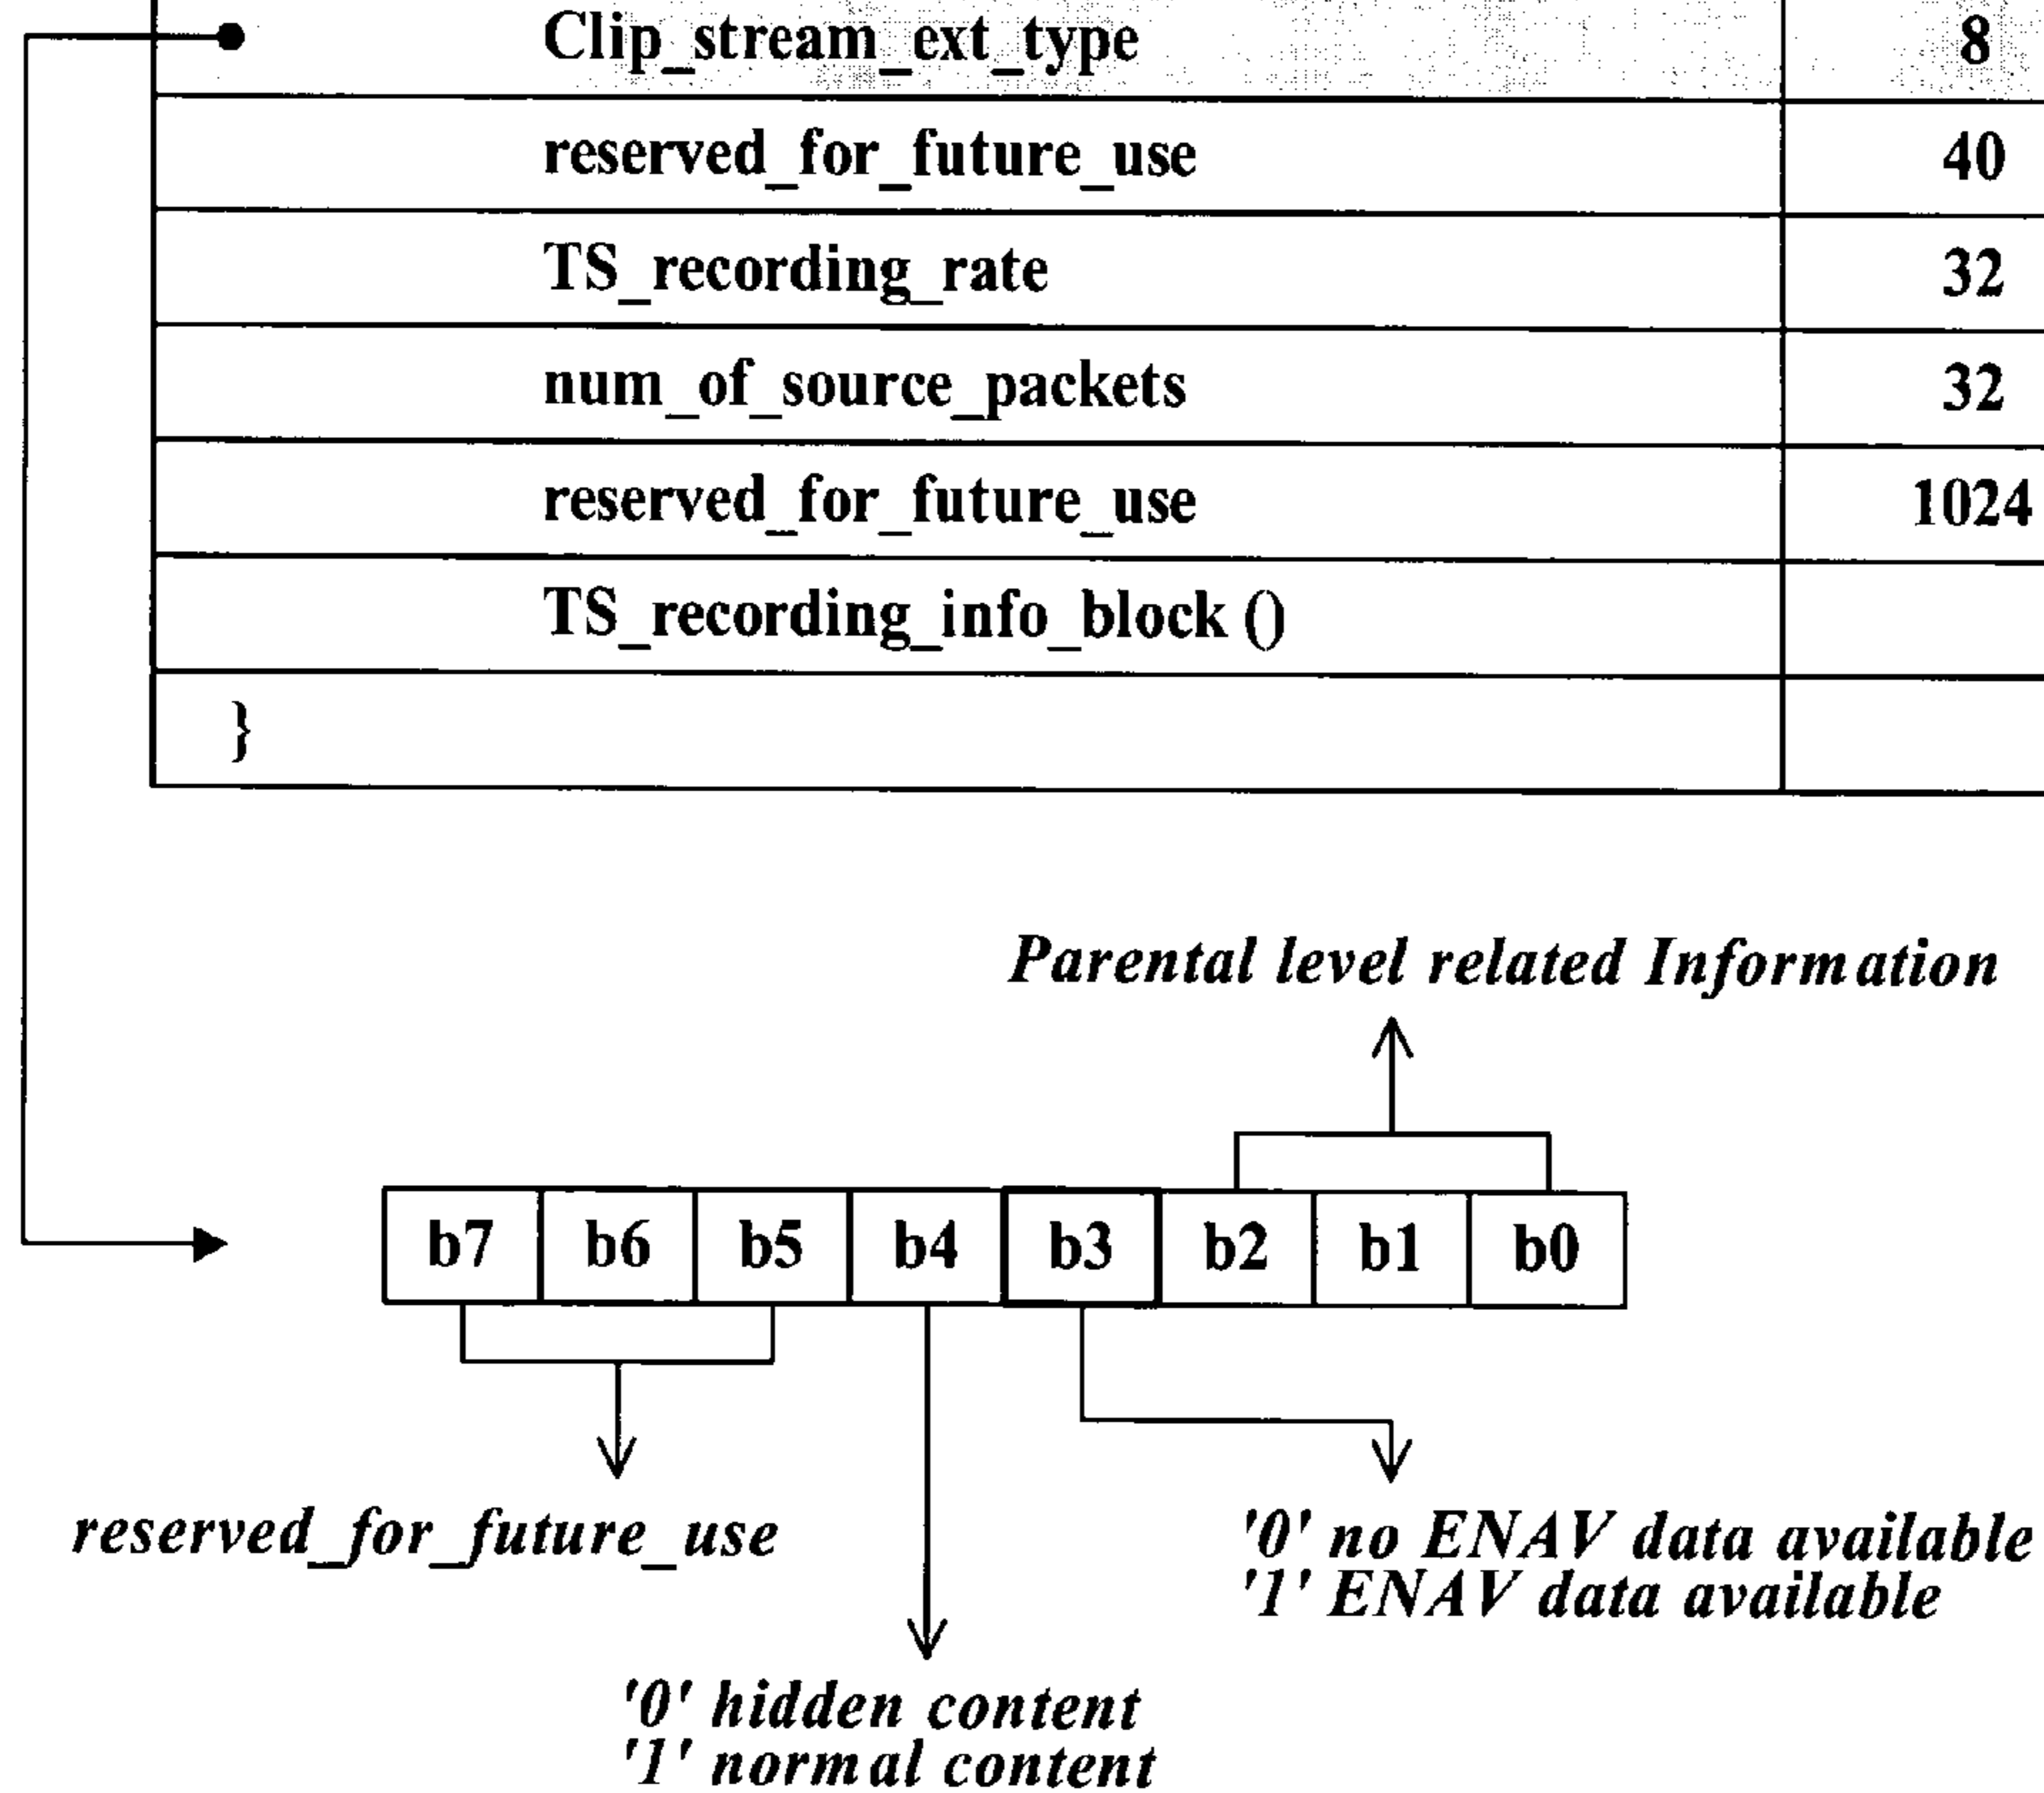 Clip_stream_ext_type 8
reserved_for_future_use 40
TS_recording_rate 32
num_of_source_packets 32
reserved_for_future_use 1024
TS_recording_info_block ()
}
Parental level related Information
b7 b6 b5 b4 b3 b2 b1 b0
reserved_for_future_use
'0' no ENAV data available
'1' ENAV data available
'0' hidden content
'1' normal content